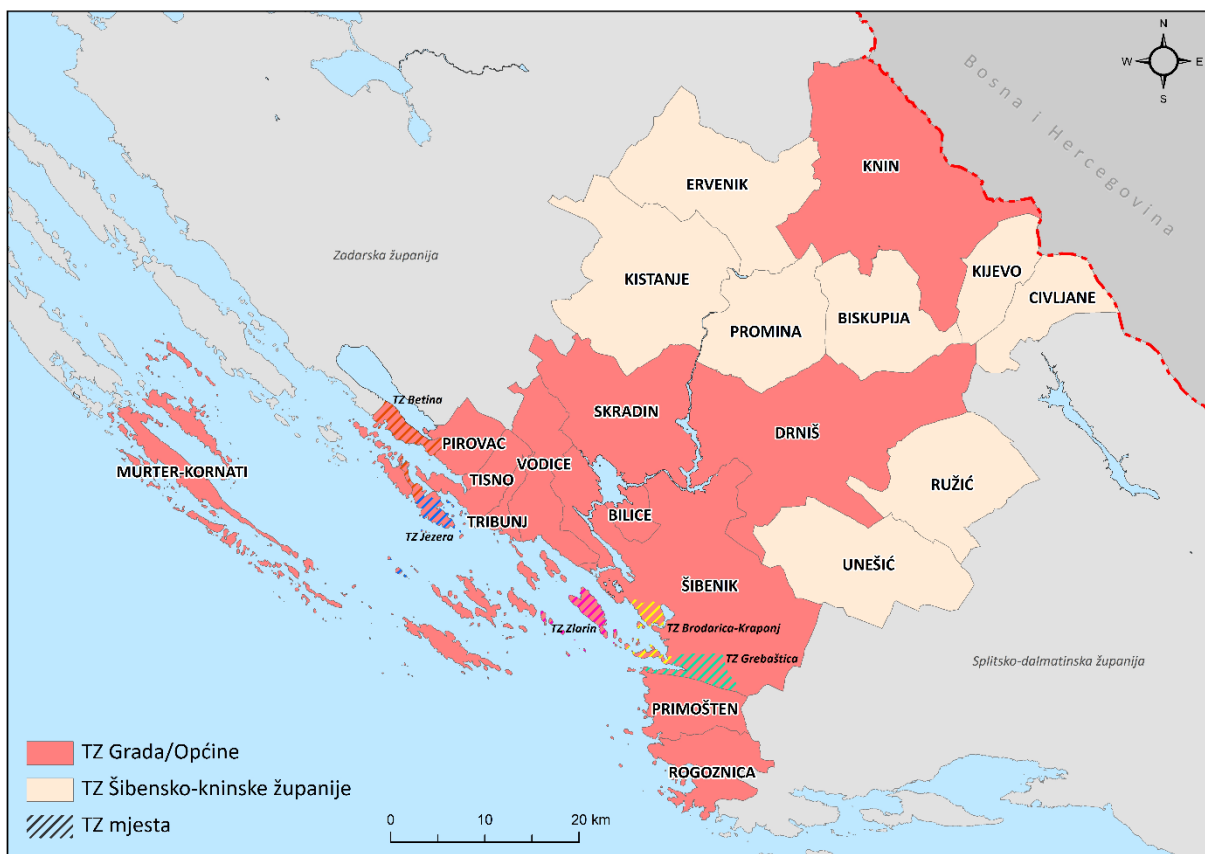 N
W E
S
Bosna i Hercegovina
KNIN
ERVENIK
Zadarska županija
KISTANJE
KIJEVO
CIVLJANE
PROMINA
BISKUPIJA
TZ Betina
SKRADIN
DRNIŠ
PIROVAC
VODICE
MURTER-KORNATI
TISNO
RUŽIĆ
TRIBUNJ
BILICE
TZ Jezera
UNEŠIĆ
ŠIBENIK
TZ Zlarin
TZ Brodarica-Krapanj
TZ Grebaštica
Splitsko-dalmatinska županija
PRIMOŠTEN
ROGOZNICA
TZ Grada/Općine
TZ Šibensko-kninske županije
TZ mjesta
0 10 20 km